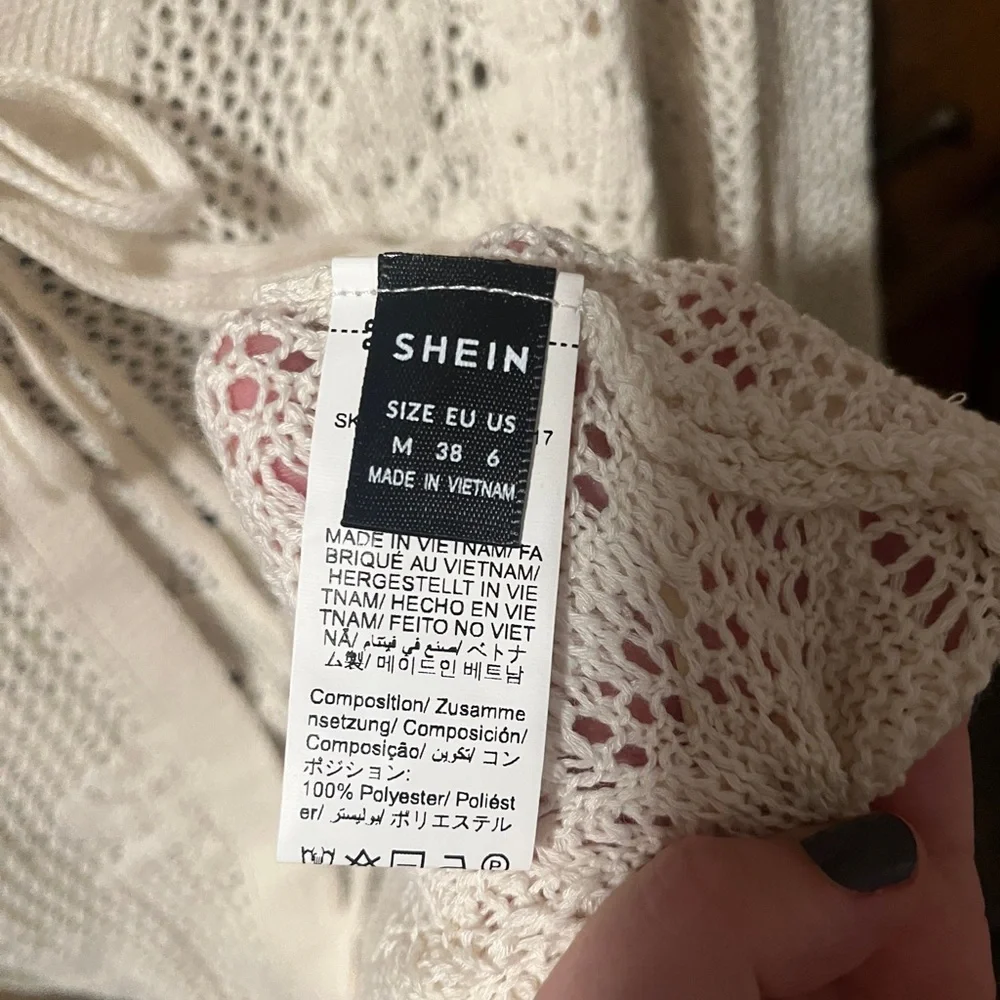 SHEIN
SIZE EU US
M 38 6
MADE IN VIETNAM
SK 17
MADE IN VIETNAM/ FA
BRIQUÉ AU VIETNAM/
HERGESTELLT IN VIE
TNAM/ HECHO EN VIE
TNAM/ FEITO NO VIET
NÃ/ صنع في فيتنام/ ベトナ
ム製/ 메이드인 베트남
Composition/ Zusamme
nsetzung/ Composición/
Composição/ تكوين/ コン
ポジション:
100% Polyester/ Poliést
er/ بوليستر/ ポリエステル
P